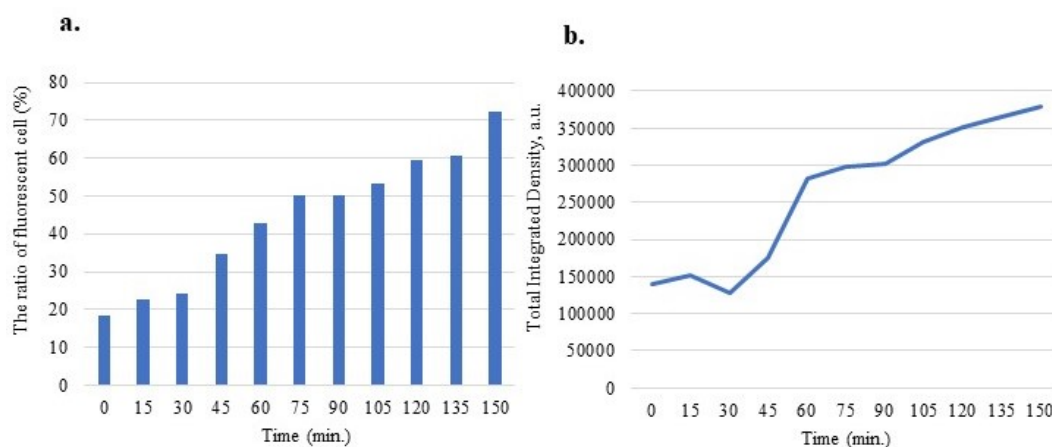 a.
The ratio of fluorescent cell (%)
80
70
60
50
40
30
20
10
0
0 15 30 45 60 75 90 105 120 135 150
Time (min.)
b.
Total Integrated Density, a.u.
400000
350000
300000
250000
200000
150000
100000
50000
0
0 15 30 45 60 75 90 105 120 135 150
Time (min.)